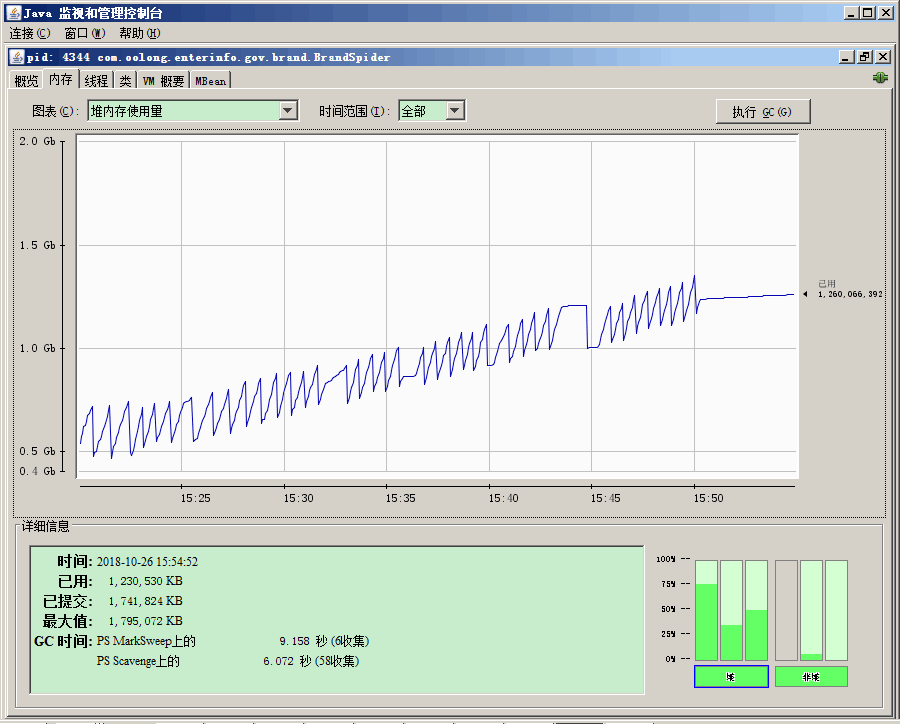 Java 监视和管理控制台
连接(C) 窗口(W) 帮助(H)
pid: 4344 com.oolong.enterinfo.gov.brand.BrandSpider
概览 内存 线程 类 VM 概要 MBean
图表(C): 堆内存使用量 时间范围(I): 全部 执行 GC(G)
2.0 Gb
1.5 Gb
已用
1,260,066,392
1.0 Gb
0.5 Gb
0.4 Gb
15:25 15:30 15:35 15:40 15:45 15:50
详细信息
时间: 2018-10-26 15:54:52
已用: 1,230,530 KB
已提交: 1,741,824 KB
最大值: 1,795,072 KB
GC 时间: PS MarkSweep上的 9.158 秒 (6收集)
PS Scavenge上的 6.072 秒 (58收集)
100%
75%
50%
25%
0%
堆 非堆